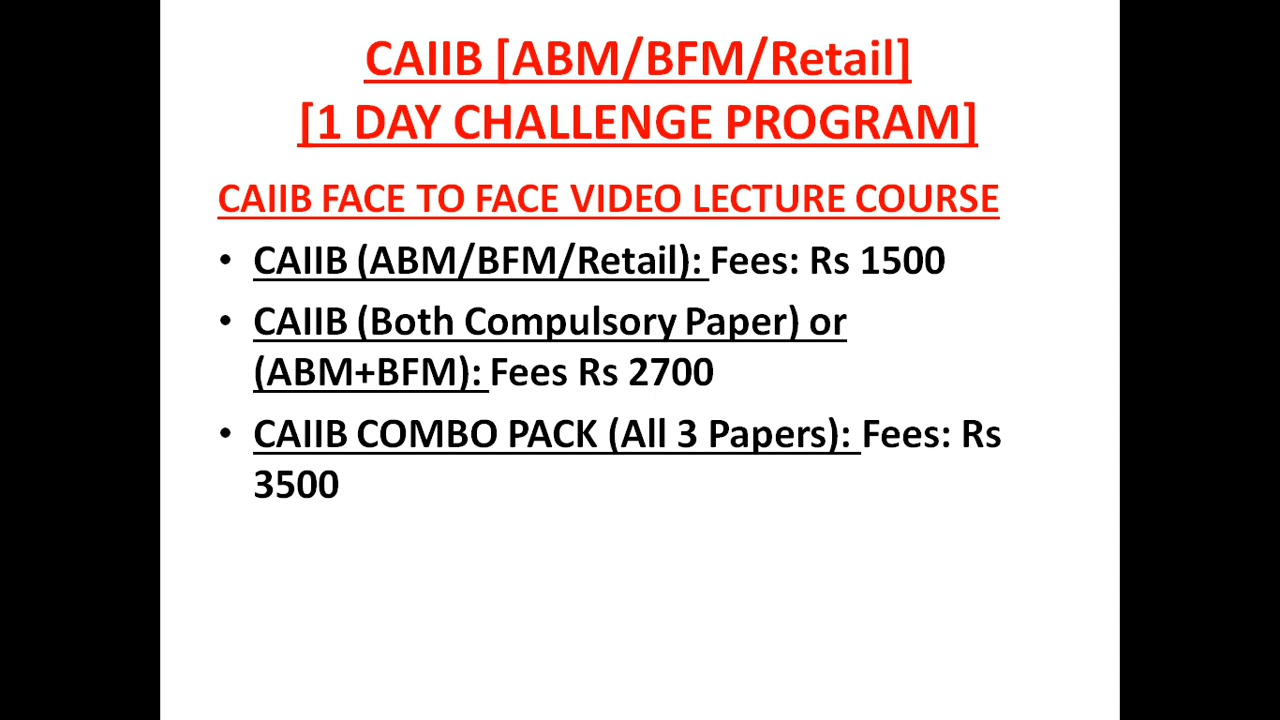 CAIIB [ABM/BFM/Retail]
[1 DAY CHALLENGE PROGRAM]
CAIIB FACE TO FACE VIDEO LECTURE COURSE
• CAIIB (ABM/BFM/Retail): Fees: Rs 1500
• CAIIB (Both Compulsory Paper) or
(ABM+BFM): Fees Rs 2700
• CAIIB COMBO PACK (All 3 Papers): Fees: Rs
3500